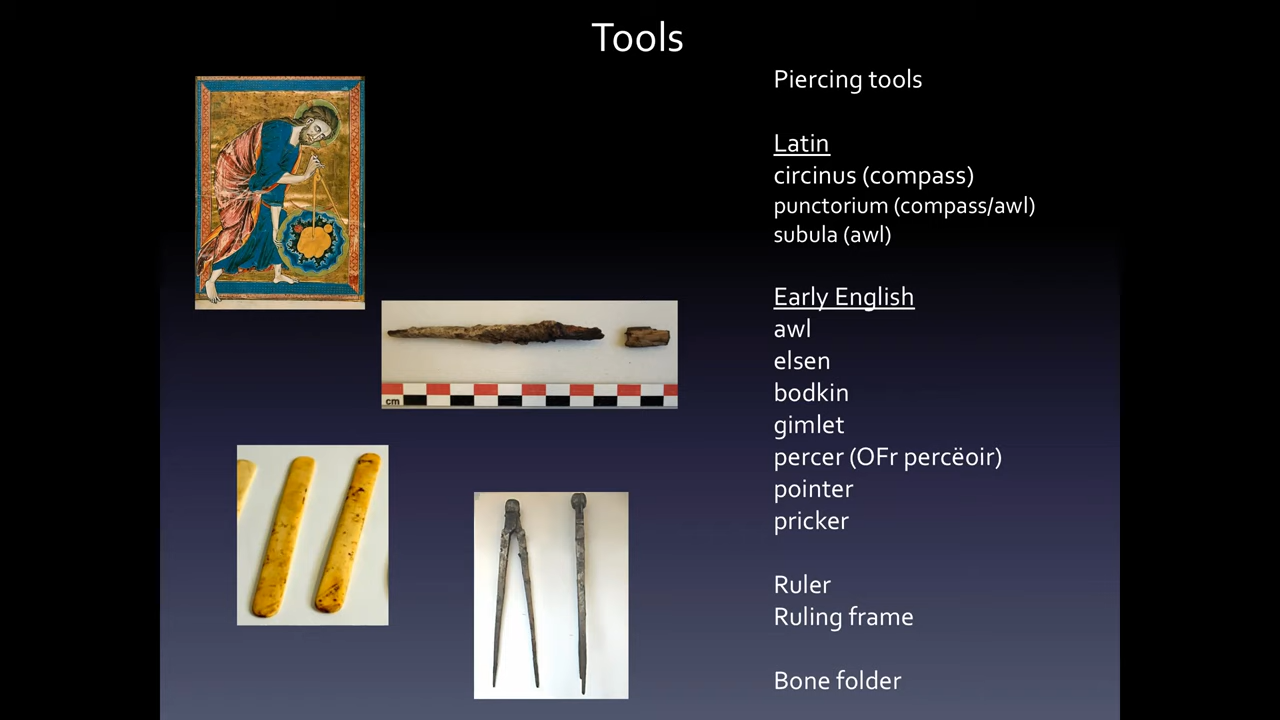 Tools
Piercing tools
Latin
circinus (compass)
punctorium (compass/awl)
subula (awl)
Early English
awl
elsen
bodkin
gimlet
percer (OFr percëoir)
pointer
pricker
Ruler
Ruling frame
Bone folder
cm